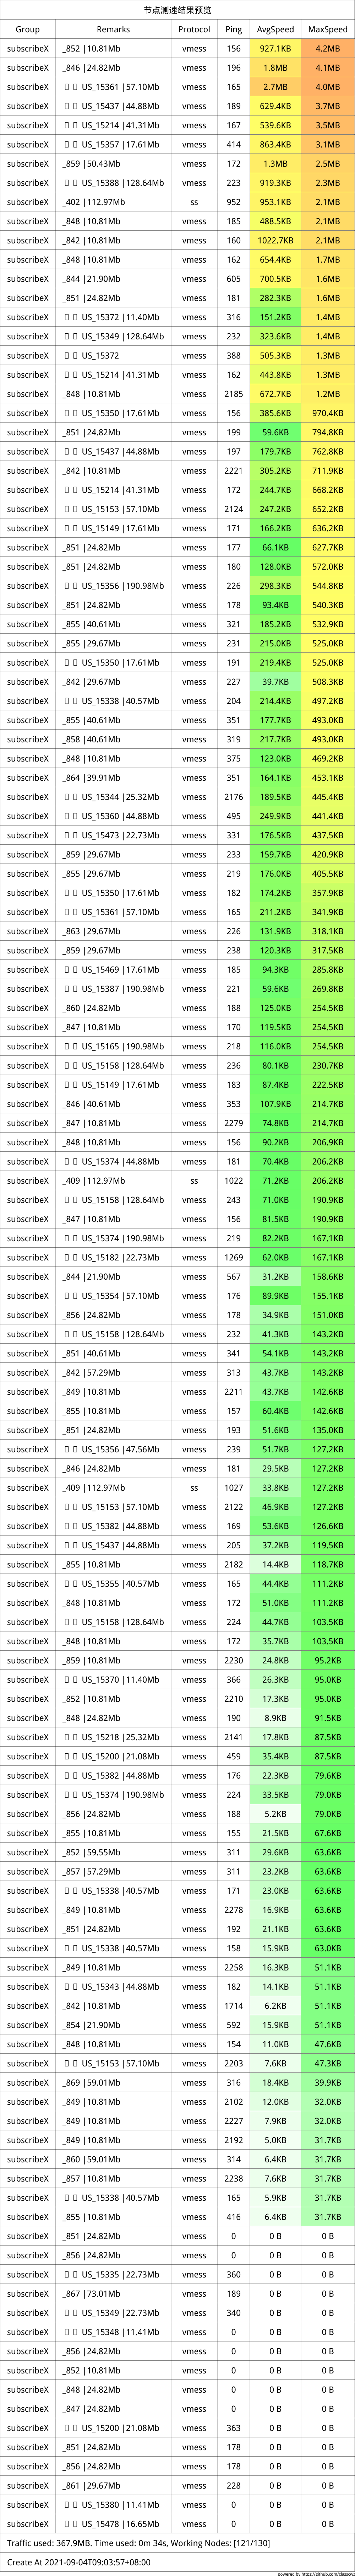 节点测速结果预览
Group Remarks Protocol Ping AvgSpeed MaxSpeed
subscribeX _852 |10.81Mb vmess 156 927.1KB 4.2MB
subscribeX _846 |24.82Mb vmess 196 1.8MB 4.1MB
subscribeX US_15361 |57.10Mb vmess 165 2.7MB 4.0MB
subscribeX US_15437 |44.88Mb vmess 189 629.4KB 3.7MB
subscribeX US_15214 |41.31Mb vmess 167 539.6KB 3.5MB
subscribeX US_15357 |17.61Mb vmess 414 863.4KB 3.1MB
subscribeX _859 |50.43Mb vmess 172 1.3MB 2.5MB
subscribeX US_15388 |128.64Mb vmess 223 919.3KB 2.3MB
subscribeX _402 |112.97Mb ss 952 953.1KB 2.1MB
subscribeX _848 |10.81Mb vmess 185 488.5KB 2.1MB
subscribeX _842 |10.81Mb vmess 160 1022.7KB 2.1MB
subscribeX _848 |10.81Mb vmess 162 654.4KB 1.7MB
subscribeX _844 |21.90Mb vmess 605 700.5KB 1.6MB
subscribeX _851 |24.82Mb vmess 181 282.3KB 1.6MB
subscribeX US_15372 |11.40Mb vmess 316 151.2KB 1.4MB
subscribeX US_15349 |128.64Mb vmess 232 323.6KB 1.4MB
subscribeX US_15372 vmess 388 505.3KB 1.3MB
subscribeX US_15214 |41.31Mb vmess 162 443.8KB 1.3MB
subscribeX _848 |10.81Mb vmess 2185 672.7KB 1.2MB
subscribeX US_15350 |17.61Mb vmess 156 385.6KB 970.4KB
subscribeX _851 |24.82Mb vmess 199 59.6KB 794.8KB
subscribeX US_15437 |44.88Mb vmess 197 179.7KB 762.8KB
subscribeX _842 |10.81Mb vmess 2221 305.2KB 711.9KB
subscribeX US_15214 |41.31Mb vmess 172 244.7KB 668.2KB
subscribeX US_15153 |57.10Mb vmess 2124 247.2KB 652.2KB
subscribeX US_15149 |17.61Mb vmess 171 166.2KB 636.2KB
subscribeX _851 |24.82Mb vmess 177 66.1KB 627.7KB
subscribeX _851 |24.82Mb vmess 180 128.0KB 572.0KB
subscribeX US_15356 |190.98Mb vmess 226 298.3KB 544.8KB
subscribeX _851 |24.82Mb vmess 178 93.4KB 540.3KB
subscribeX _855 |40.61Mb vmess 321 185.2KB 532.9KB
subscribeX _855 |29.67Mb vmess 231 215.0KB 525.0KB
subscribeX US_15350 |17.61Mb vmess 191 219.4KB 525.0KB
subscribeX _842 |29.67Mb vmess 227 39.7KB 508.3KB
subscribeX US_15338 |40.57Mb vmess 204 214.4KB 497.2KB
subscribeX _855 |40.61Mb vmess 351 177.7KB 493.0KB
subscribeX _858 |40.61Mb vmess 319 217.7KB 493.0KB
subscribeX _848 |10.81Mb vmess 375 123.0KB 469.2KB
subscribeX _864 |39.91Mb vmess 351 164.1KB 453.1KB
subscribeX US_15344 |25.32Mb vmess 2176 189.5KB 445.4KB
subscribeX US_15360 |44.88Mb vmess 495 249.9KB 441.4KB
subscribeX US_15473 |22.73Mb vmess 331 176.5KB 437.5KB
subscribeX _859 |29.67Mb vmess 233 159.7KB 420.9KB
subscribeX _855 |29.67Mb vmess 219 176.0KB 405.5KB
subscribeX US_15350 |17.61Mb vmess 182 174.2KB 357.9KB
subscribeX US_15361 |57.10Mb vmess 165 211.2KB 341.9KB
subscribeX _863 |29.67Mb vmess 226 131.9KB 318.1KB
subscribeX _859 |29.67Mb vmess 238 120.3KB 317.5KB
subscribeX US_15469 |17.61Mb vmess 185 94.3KB 285.8KB
subscribeX US_15387 |190.98Mb vmess 221 59.6KB 269.8KB
subscribeX _860 |24.82Mb vmess 188 125.0KB 254.5KB
subscribeX _847 |10.81Mb vmess 170 119.5KB 254.5KB
subscribeX US_15165 |190.98Mb vmess 218 116.0KB 254.5KB
subscribeX US_15158 |128.64Mb vmess 236 80.1KB 230.7KB
subscribeX US_15149 |17.61Mb vmess 183 87.4KB 222.5KB
subscribeX _846 |40.61Mb vmess 353 107.9KB 214.7KB
subscribeX _847 |10.81Mb vmess 2279 74.8KB 214.7KB
subscribeX _848 |10.81Mb vmess 156 90.2KB 206.9KB
subscribeX US_15374 |44.88Mb vmess 181 70.4KB 206.2KB
subscribeX _409 |112.97Mb ss 1022 71.2KB 206.2KB
subscribeX US_15158 |128.64Mb vmess 243 71.0KB 190.9KB
subscribeX _847 |10.81Mb vmess 156 81.5KB 190.9KB
subscribeX US_15374 |190.98Mb vmess 219 82.2KB 167.1KB
subscribeX US_15182 |22.73Mb vmess 1269 62.0KB 167.1KB
subscribeX _844 |21.90Mb vmess 567 31.2KB 158.6KB
subscribeX US_15354 |57.10Mb vmess 176 89.9KB 155.1KB
subscribeX _856 |24.82Mb vmess 178 34.9KB 151.0KB
subscribeX US_15158 |128.64Mb vmess 232 41.3KB 143.2KB
subscribeX _851 |40.61Mb vmess 341 54.1KB 143.2KB
subscribeX _842 |57.29Mb vmess 313 43.7KB 143.2KB
subscribeX _849 |10.81Mb vmess 2211 43.7KB 142.6KB
subscribeX _855 |10.81Mb vmess 157 60.4KB 142.6KB
subscribeX _851 |24.82Mb vmess 193 51.6KB 135.0KB
subscribeX US_15356 |47.56Mb vmess 239 51.7KB 127.2KB
subscribeX _846 |24.82Mb vmess 181 29.5KB 127.2KB
subscribeX _409 |112.97Mb ss 1027 33.8KB 127.2KB
subscribeX US_15153 |57.10Mb vmess 2122 46.9KB 127.2KB
subscribeX US_15382 |44.88Mb vmess 169 53.6KB 126.6KB
subscribeX US_15437 |44.88Mb vmess 205 37.2KB 119.5KB
subscribeX _855 |10.81Mb vmess 2182 14.4KB 118.7KB
subscribeX US_15355 |40.57Mb vmess 165 44.4KB 111.2KB
subscribeX _848 |10.81Mb vmess 172 51.0KB 111.2KB
subscribeX US_15158 |128.64Mb vmess 224 44.7KB 103.5KB
subscribeX _848 |10.81Mb vmess 172 35.7KB 103.5KB
subscribeX _859 |10.81Mb vmess 2230 24.8KB 95.2KB
subscribeX US_15370 |11.40Mb vmess 366 26.3KB 95.0KB
subscribeX _852 |10.81Mb vmess 2210 17.3KB 95.0KB
subscribeX _848 |24.82Mb vmess 190 8.9KB 91.5KB
subscribeX US_15218 |25.32Mb vmess 2141 17.8KB 87.5KB
subscribeX US_15200 |21.08Mb vmess 459 35.4KB 87.5KB
subscribeX US_15382 |44.88Mb vmess 176 22.3KB 79.6KB
subscribeX US_15374 |190.98Mb vmess 224 33.5KB 79.0KB
subscribeX _856 |24.82Mb vmess 188 5.2KB 79.0KB
subscribeX _855 |10.81Mb vmess 155 21.5KB 67.6KB
subscribeX _852 |59.55Mb vmess 311 29.6KB 63.6KB
subscribeX _857 |57.29Mb vmess 311 23.2KB 63.6KB
subscribeX US_15338 |40.57Mb vmess 171 23.0KB 63.6KB
subscribeX _849 |10.81Mb vmess 2278 16.9KB 63.6KB
subscribeX _851 |24.82Mb vmess 192 21.1KB 63.6KB
subscribeX US_15338 |40.57Mb vmess 158 15.9KB 63.0KB
subscribeX _849 |10.81Mb vmess 2258 16.3KB 51.1KB
subscribeX US_15343 |44.88Mb vmess 182 14.1KB 51.1KB
subscribeX _842 |10.81Mb vmess 1714 6.2KB 51.1KB
subscribeX _854 |21.90Mb vmess 592 15.9KB 51.1KB
subscribeX _848 |10.81Mb vmess 154 11.0KB 47.6KB
subscribeX US_15153 |57.10Mb vmess 2203 7.6KB 47.3KB
subscribeX _869 |59.01Mb vmess 316 18.4KB 39.9KB
subscribeX _849 |10.81Mb vmess 2102 12.0KB 32.0KB
subscribeX _849 |10.81Mb vmess 2227 7.9KB 32.0KB
subscribeX _849 |10.81Mb vmess 2192 5.0KB 31.7KB
subscribeX _860 |59.01Mb vmess 314 6.4KB 31.7KB
subscribeX _857 |10.81Mb vmess 2238 7.6KB 31.7KB
subscribeX US_15338 |40.57Mb vmess 165 5.9KB 31.7KB
subscribeX _855 |10.81Mb vmess 416 6.4KB 31.7KB
subscribeX _851 |24.82Mb vmess 0 0 B 0 B
subscribeX _856 |24.82Mb vmess 0 0 B 0 B
subscribeX US_15335 |22.73Mb vmess 360 0 B 0 B
subscribeX _867 |73.01Mb vmess 189 0 B 0 B
subscribeX US_15349 |22.73Mb vmess 340 0 B 0 B
subscribeX US_15348 |11.41Mb vmess 0 0 B 0 B
subscribeX _856 |24.82Mb vmess 0 0 B 0 B
subscribeX _852 |10.81Mb vmess 0 0 B 0 B
subscribeX _848 |24.82Mb vmess 0 0 B 0 B
subscribeX _847 |24.82Mb vmess 0 0 B 0 B
subscribeX US_15200 |21.08Mb vmess 363 0 B 0 B
subscribeX _851 |24.82Mb vmess 178 0 B 0 B
subscribeX _856 |24.82Mb vmess 178 0 B 0 B
subscribeX _861 |29.67Mb vmess 228 0 B 0 B
subscribeX US_15380 |11.41Mb vmess 0 0 B 0 B
subscribeX US_15478 |16.65Mb vmess 0 0 B 0 B
Traffic used: 367.9MB. Time used: 0m 34s, Working Nodes: [121/130]
Create At 2021-09-04T09:03:57+08:00